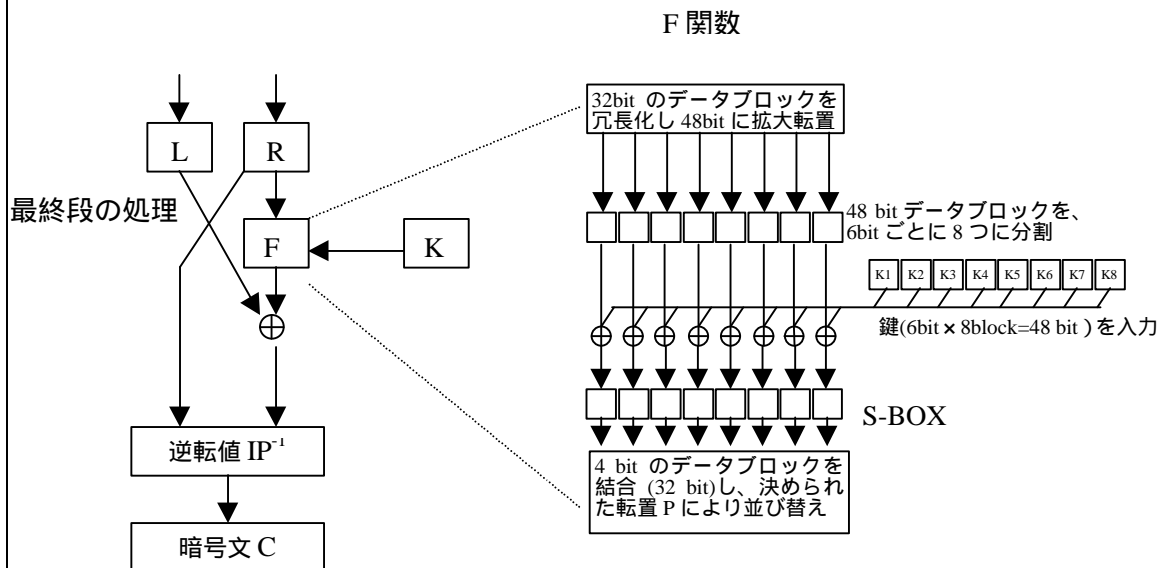 F 関数
32bit のデータブロックを
冗長化し 48bit に拡大転置
L
R
最終段の処理
F
K
48 bit データブロックを、
6bit ごとに 8 つに分割
K1 K2 K3 K4 K5 K6 K7 K8
鍵(6bit × 8block=48 bit ) を入力
S-BOX
逆転値 IP⁻¹
4 bit のデータブロックを
結合 (32 bit)し、決められ
た転置 P により並び替え
暗号文 C